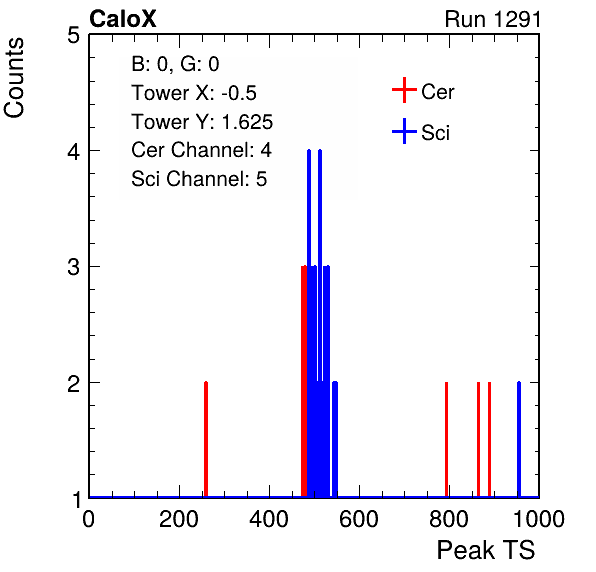 CaloX Run 1291
Counts
B: 0, G: 0
Tower X: -0.5
Tower Y: 1.625
Cer Channel: 4
Sci Channel: 5
Cer
Sci
5
4
3
2
1
0 200 400 600 800 1000
Peak TS